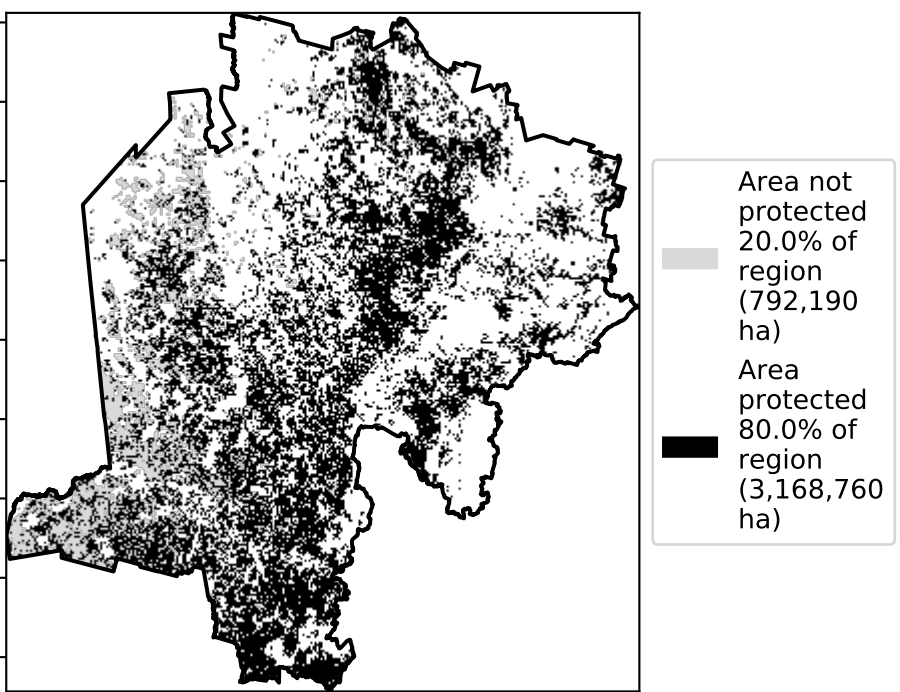 Area not
protected
20.0% of
region
(792,190
ha)
Area
protected
80.0% of
region
(3,168,760
ha)